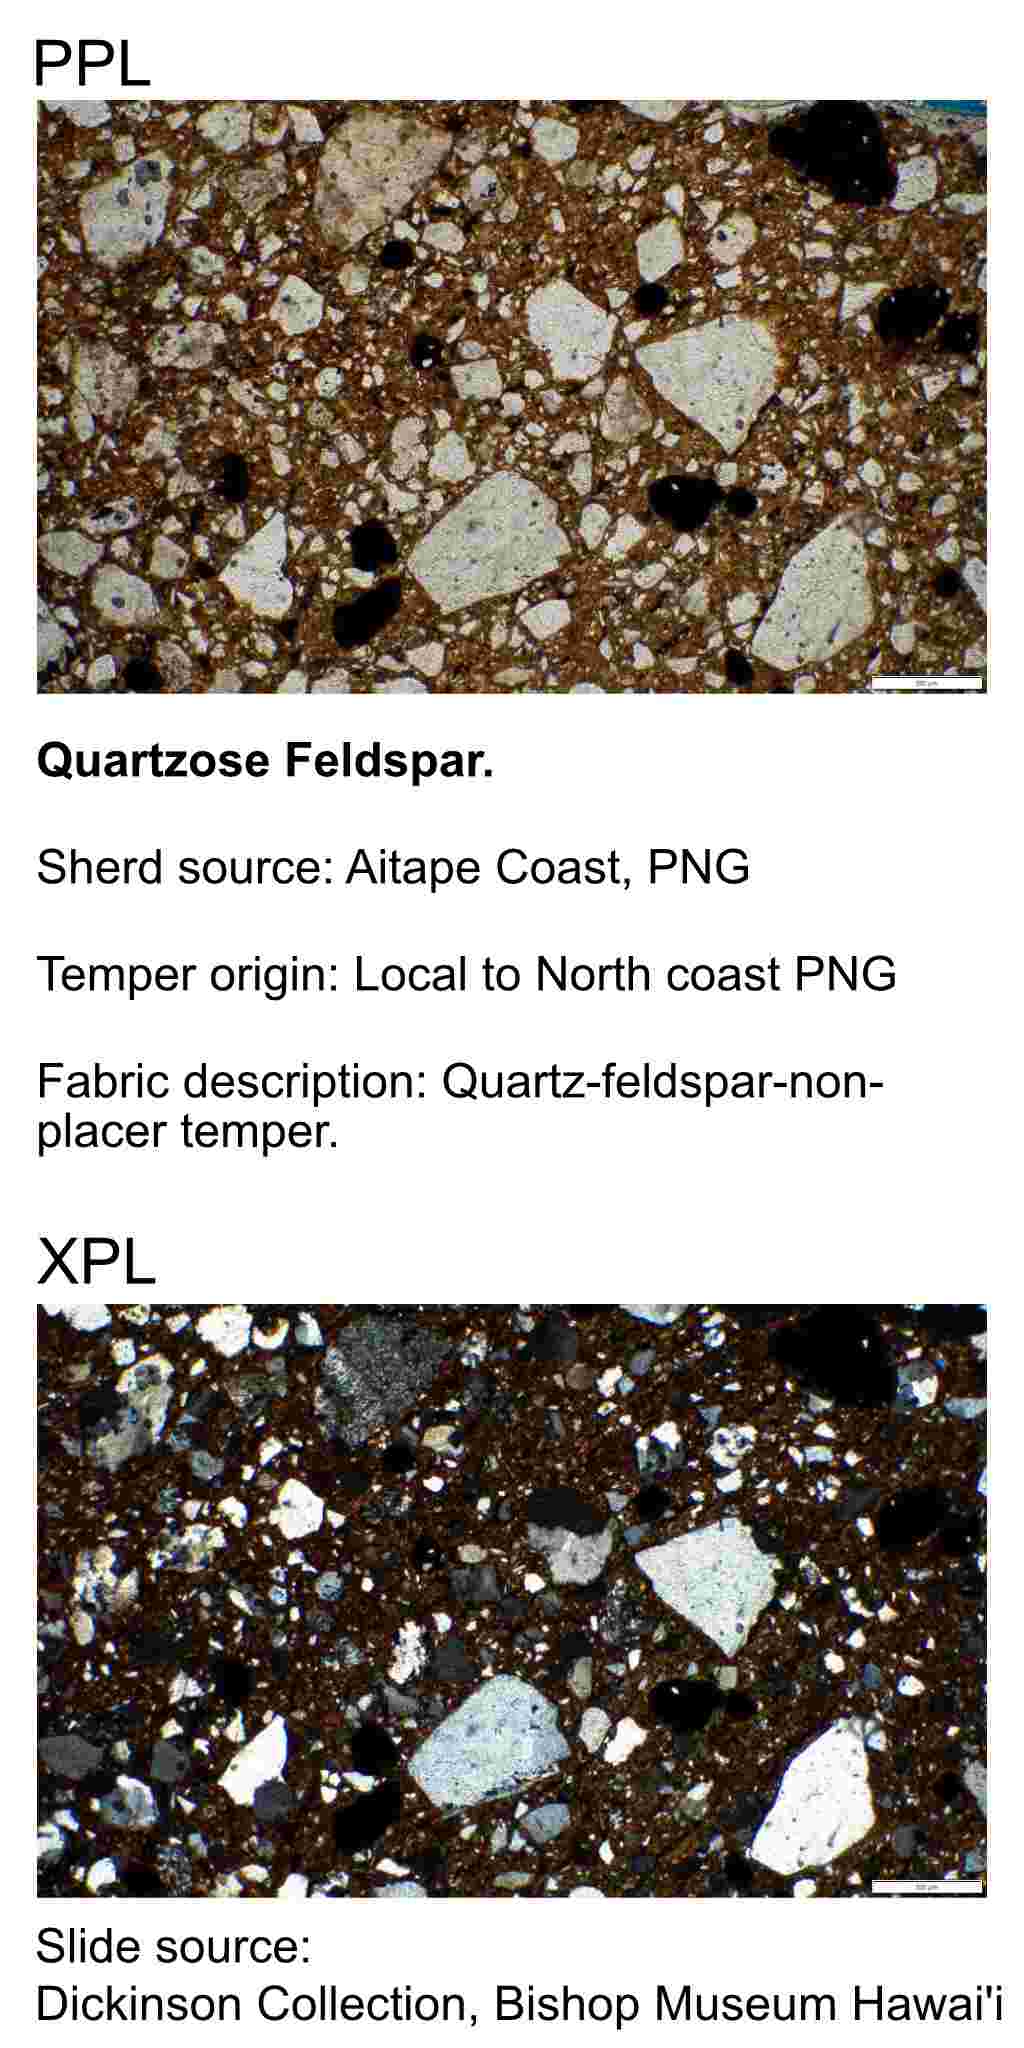 PPL
Quartzose Feldspar.
Sherd source: Aitape Coast, PNG
Temper origin: Local to North coast PNG
Fabric description: Quartz-feldspar-non-
placer temper.
XPL
Slide source:
Dickinson Collection, Bishop Museum Hawai'i